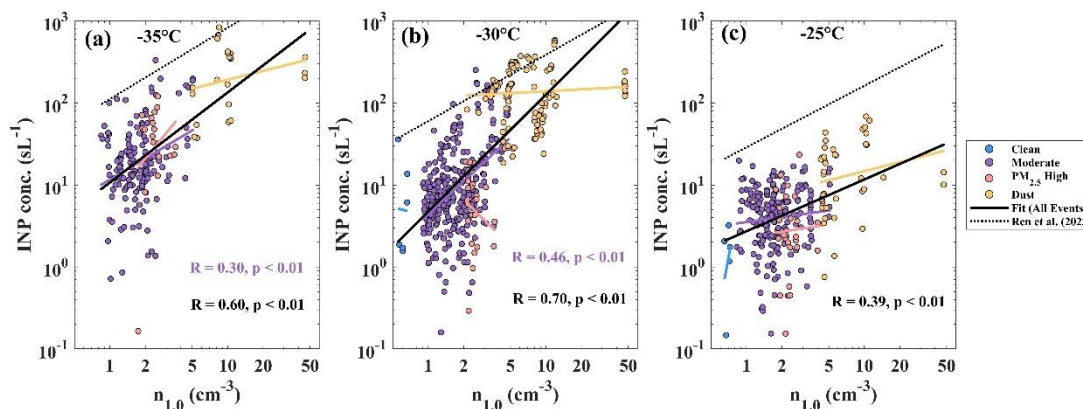 (a) -35°C
(b) -30°C
(c) -25°C
INP conc. (sL⁻¹)
10³
10²
10¹
10⁰
10⁻¹
R = 0.30, p < 0.01
R = 0.60, p < 0.01
1 2 5 10 20 50
n₁.₀ (cm⁻³)
INP conc. (sL⁻¹)
10³
10²
10¹
10⁰
10⁻¹
R = 0.46, p < 0.01
R = 0.70, p < 0.01
1 2 5 10 20 50
n₁.₀ (cm⁻³)
INP conc. (sL⁻¹)
10³
10²
10¹
10⁰
10⁻¹
R = 0.39, p < 0.01
1 2 5 10 20 50
n₁.₀ (cm⁻³)
Clean
Moderate
PM₂.₅ High
Dust
Fit (All Events
Ren et al. (202